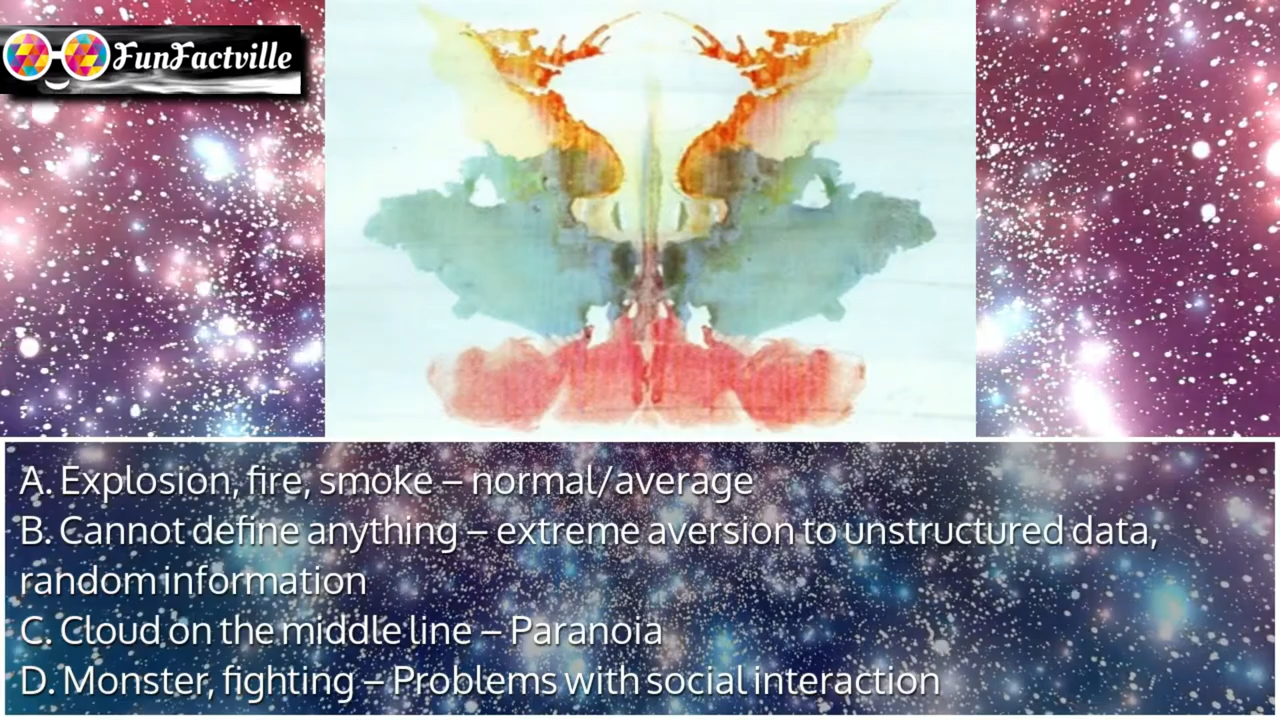 FunFactville
A. Explosion, fire, smoke – normal/average
B. Cannot define anything – extreme aversion to unstructured data,
random information
C. Cloud on the middle line – Paranoia
D. Monster, fighting – Problems with social interaction